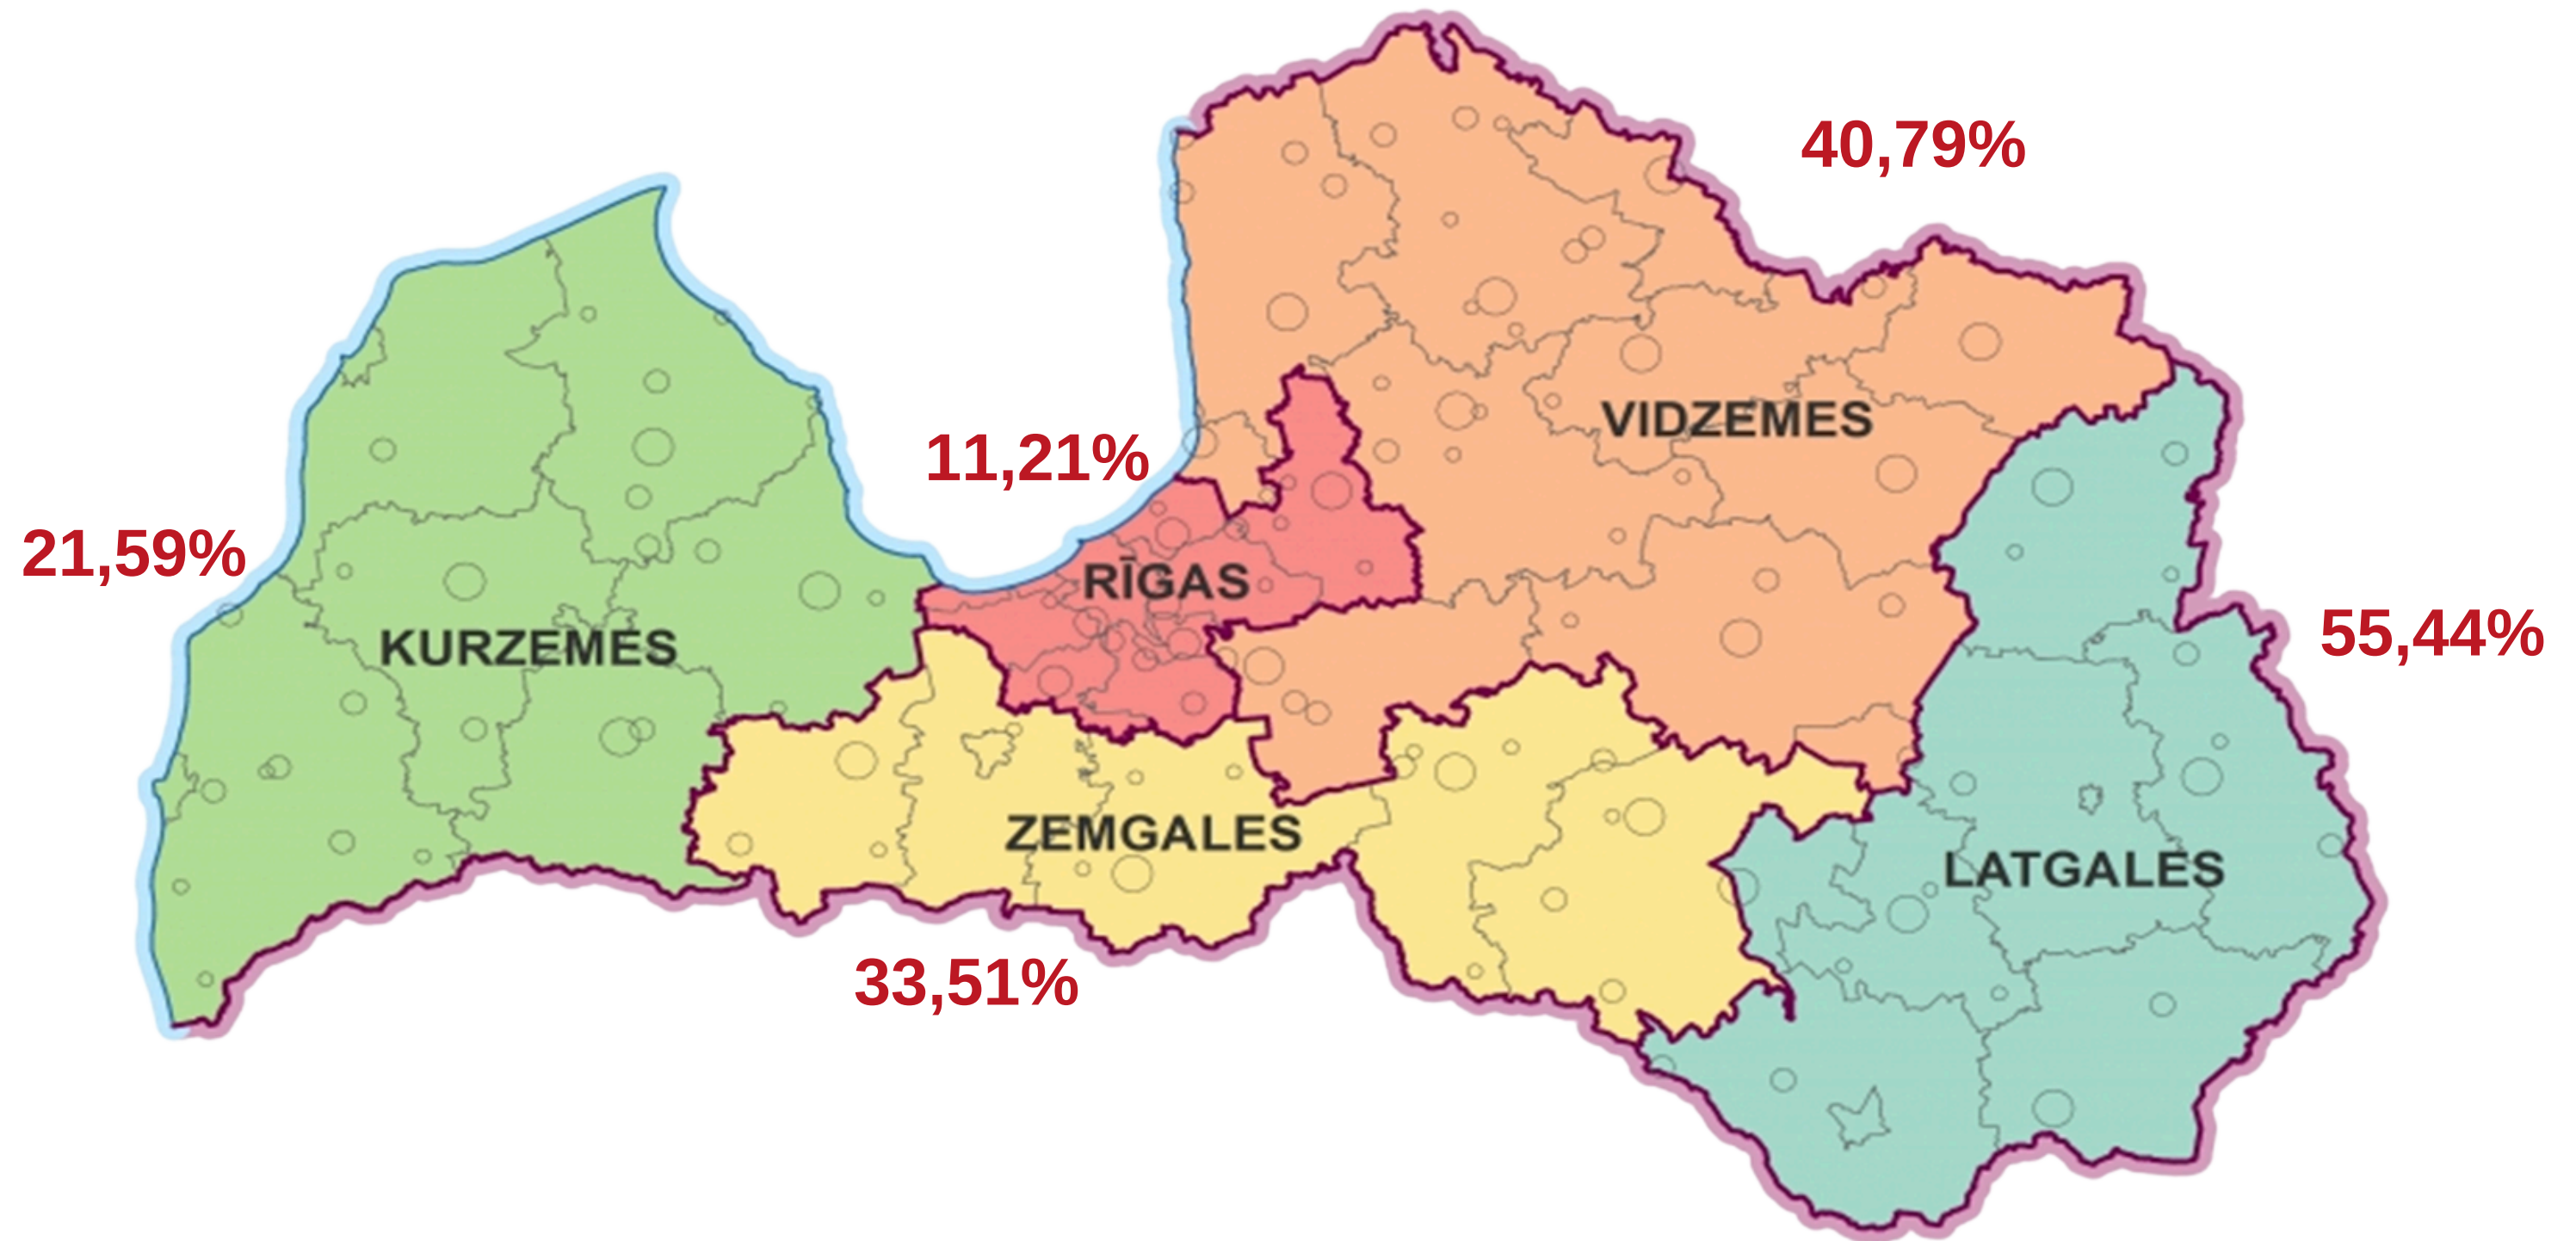 40,79%
VIDZEMES
11,21%
21,59%
RĪGAS
KURZEMES
55,44%
ZEMGALES
LATGALES
33,51%